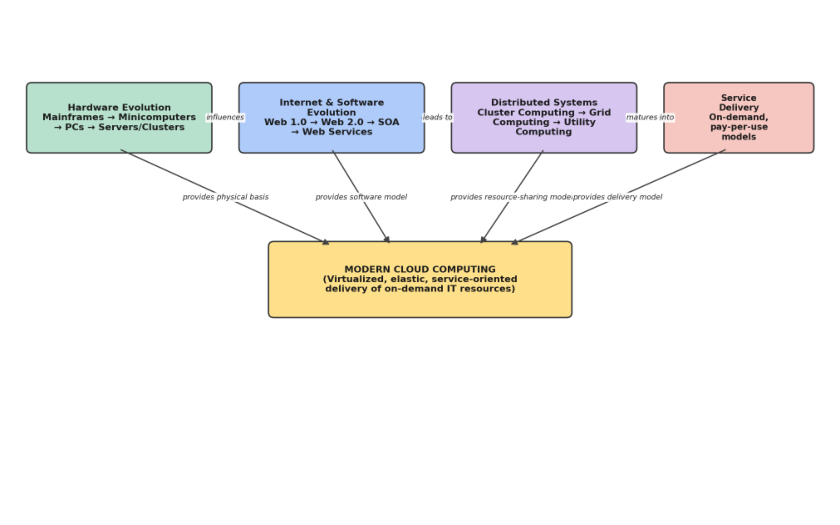 Hardware Evolution
Mainframes → Minicomputers
→ PCs → Servers/Clusters
influences
Internet & Software
Evolution
Web 1.0 → Web 2.0 → SOA
→ Web Services
leads to
Distributed Systems
Cluster Computing → Grid
Computing → Utility
Computing
matures into
Service
Delivery
On-demand,
pay-per-use
models
provides physical basis
provides software model
provides resource-sharing model
provides delivery model
MODERN CLOUD COMPUTING
(Virtualized, elastic, service-oriented
delivery of on-demand IT resources)